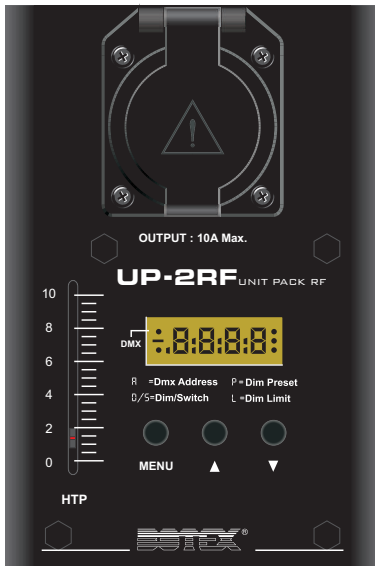 OUTPUT : 10A Max.
UP-2RF UNIT PACK RF
10
8
6
4
2
0
DMX
8.8.8.8
A =Dmx Address P=Dim Preset
D/S=Dim/Switch L =Dim Limit
MENU
HTP
BOTEX®